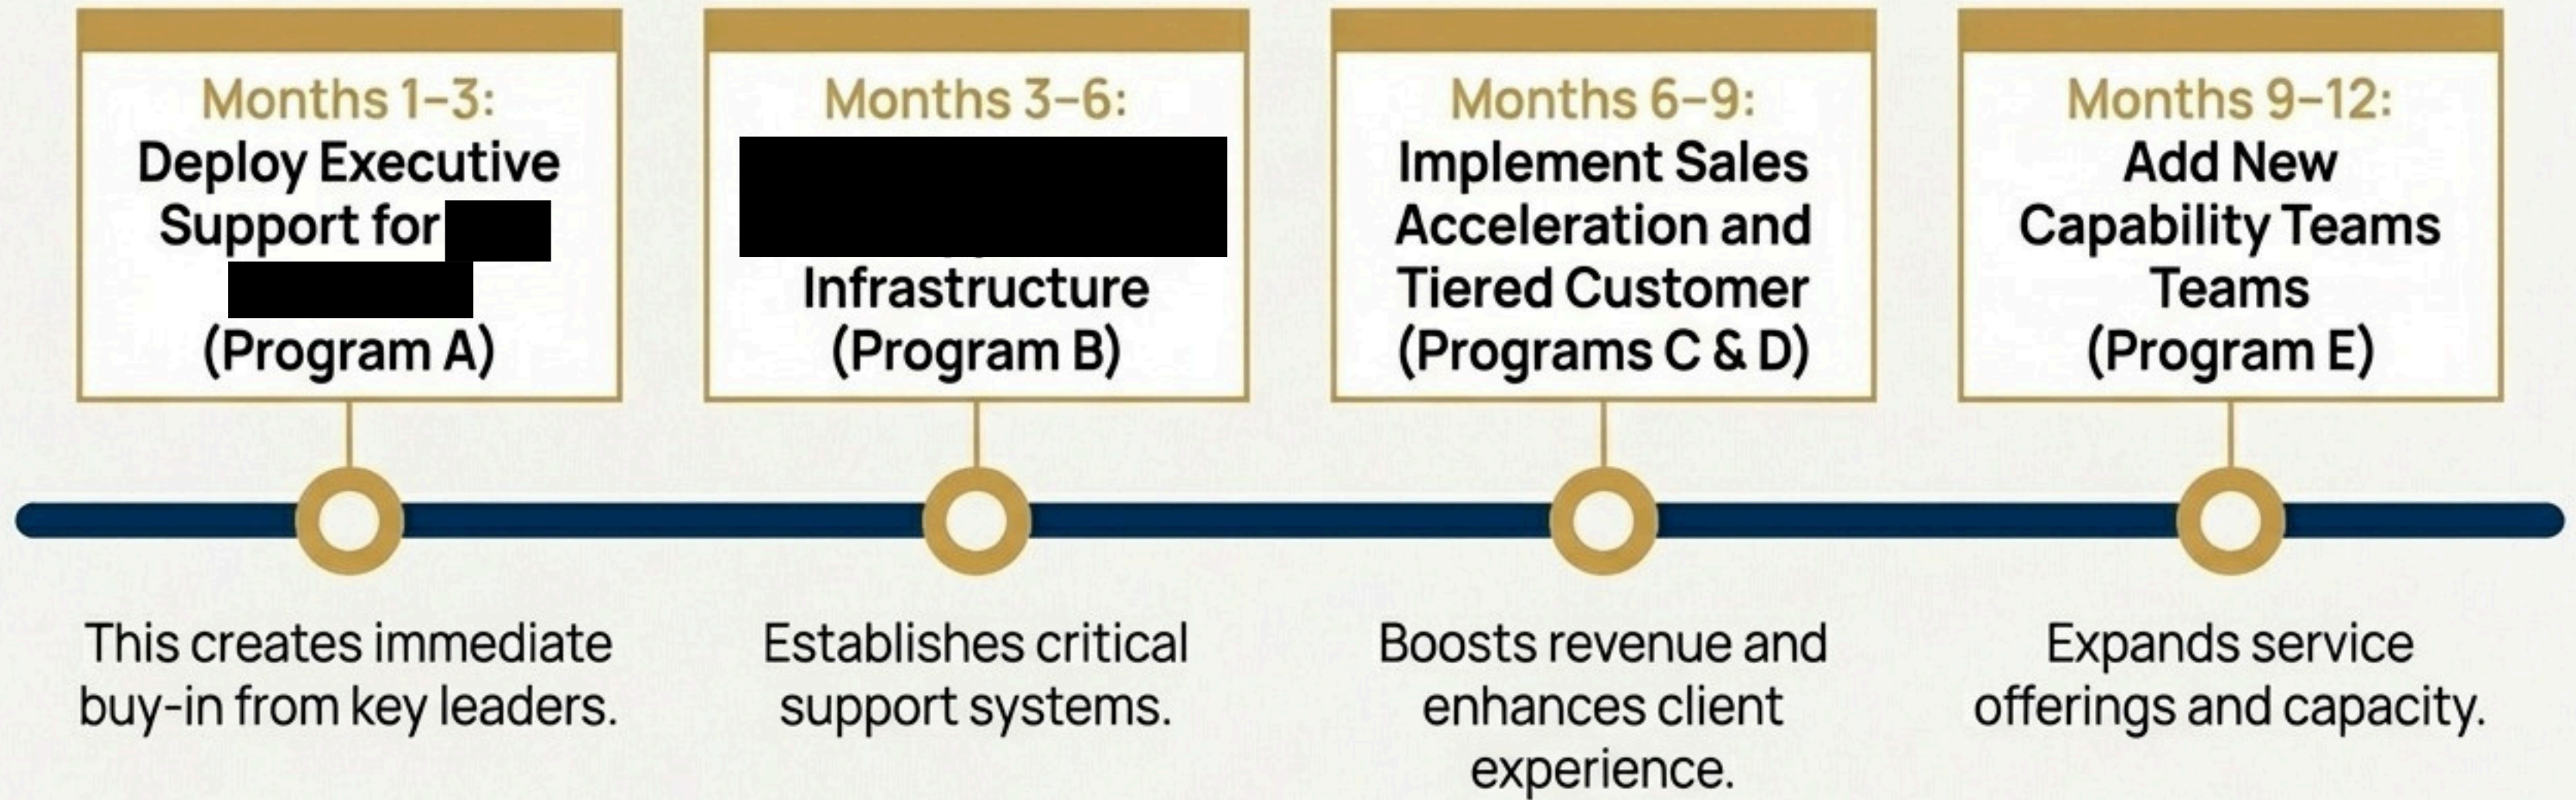 Months 1–3:
Deploy Executive
Support for
(Program A)
This creates immediate
buy-in from key leaders.
Months 3–6:
Infrastructure
(Program B)
Establishes critical
support systems.
Months 6–9:
Implement Sales
Acceleration and
Tiered Customer
(Programs C & D)
Boosts revenue and
enhances client
experience.
Months 9–12:
Add New
Capability Teams
Teams
(Program E)
Expands service
offerings and capacity.